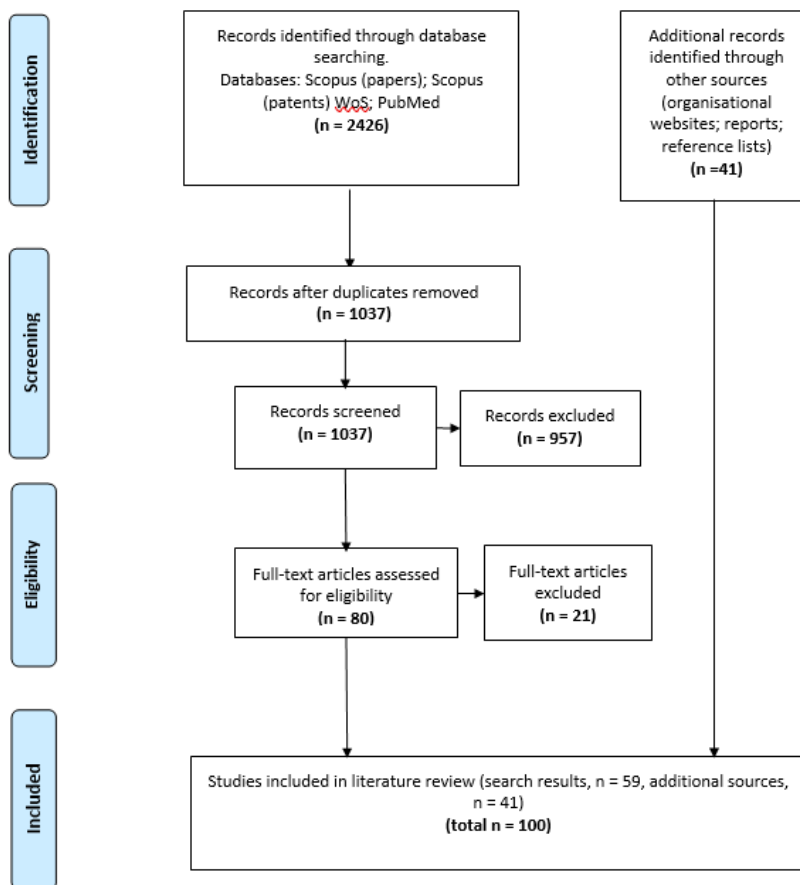 Identification
Records identified through database
searching.
Databases: Scopus (papers); Scopus
(patents) WoS; PubMed
(n = 2426)
Additional records
identified through
other sources
(organisational
websites; reports;
reference lists)
(n =41)
Screening
Records after duplicates removed
(n = 1037)
Records screened
(n = 1037)
Records excluded
(n = 957)
Eligibility
Full-text articles assessed
for eligibility
(n = 80)
Full-text articles
excluded
(n = 21)
Included
Studies included in literature review (search results, n = 59, additional sources,
n = 41)
(total n = 100)